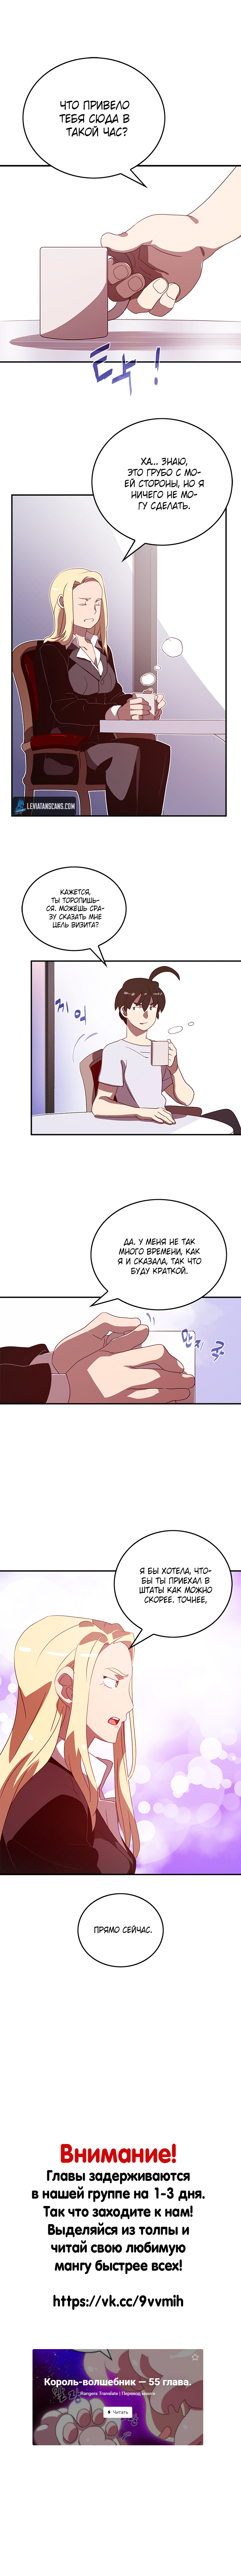 ЧТО ПРИВЕЛО
ТЕБЯ СЮДА В
ТАКОЙ ЧАС?
ХА... ЗНАЮ,
ЭТО ГРУБО С МО-
ЕЙ СТОРОНЫ, НО Я
НИЧЕГО НЕ МО-
ГУ СДЕЛАТЬ.
LEVIATANSCANS.COM
КАЖЕТСЯ,
ТЫ ТОРОПИШЬ-
СЯ. МОЖЕШЬ СРА-
ЗУ СКАЗАТЬ МНЕ
ЦЕЛЬ ВИЗИТА?
ДА. У МЕНЯ НЕ ТАК
МНОГО ВРЕМЕНИ, КАК
Я И СКАЗАЛА, ТАК ЧТО
БУДУ КРАТКОЙ.
Я БЫ ХОТЕЛА, ЧТО-
БЫ ТЫ ПРИЕХАЛ В
ШТАТЫ КАК МОЖНО
СКОРЕЕ. ТОЧНЕЕ,
ПРЯМО СЕЙЧАС.
Внимание!
Главы задерживаются
в нашей группе на 1-3 дня.
Так что заходите к нам!
Выделяйся из толпы и
читай свою любимую
мангу быстрее всех!
https://vk.cc/9vvmih
Король-волшебник — 55 глава.
Rangers Translate | Перевод манги
Читать